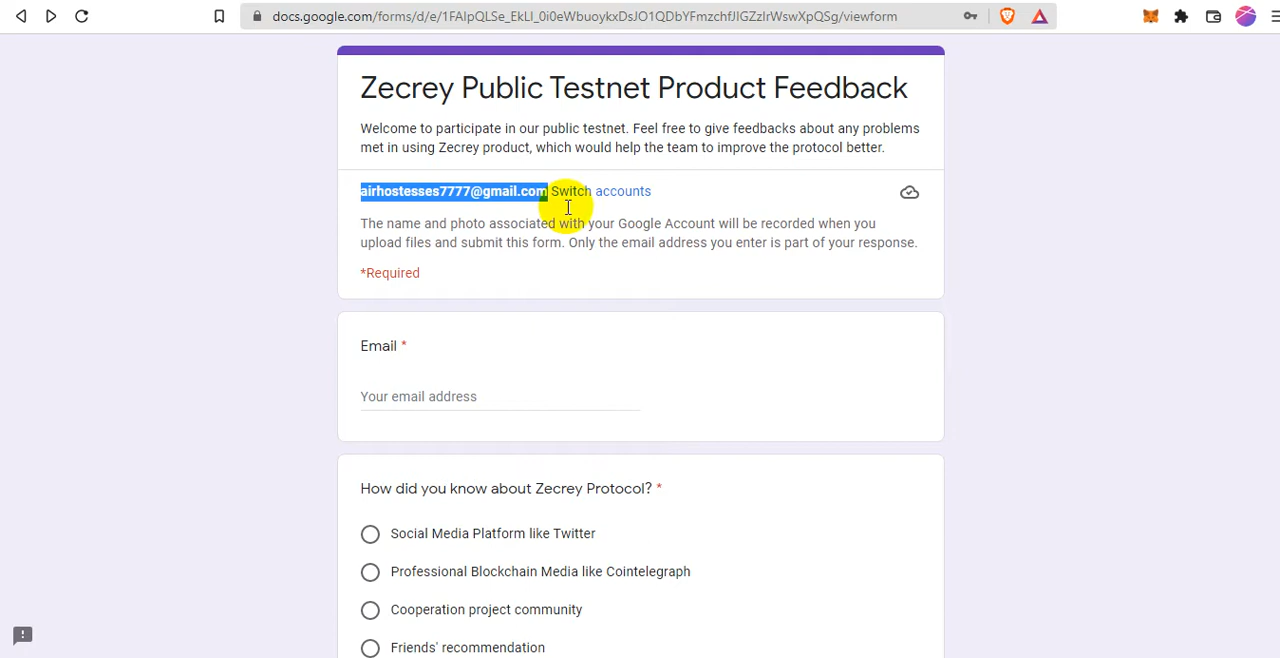 docs.google.com/forms/d/e/1FAIpQLSe_EkLl_0i0eWbuoykxDsJO1QDbYFmzchfJIGZzIrWswXpQSg/viewform
Zecrey Public Testnet Product Feedback
Welcome to participate in our public testnet. Feel free to give feedbacks about any problems
met in using Zecrey product, which would help the team to improve the protocol better.
airhostesses7777@gmail.com Switch accounts
The name and photo associated with your Google Account will be recorded when you
upload files and submit this form. Only the email address you enter is part of your response.
*Required
Email *
Your email address
How did you know about Zecrey Protocol? *
Social Media Platform like Twitter
Professional Blockchain Media like Cointelegraph
Cooperation project community
Friends' recommendation